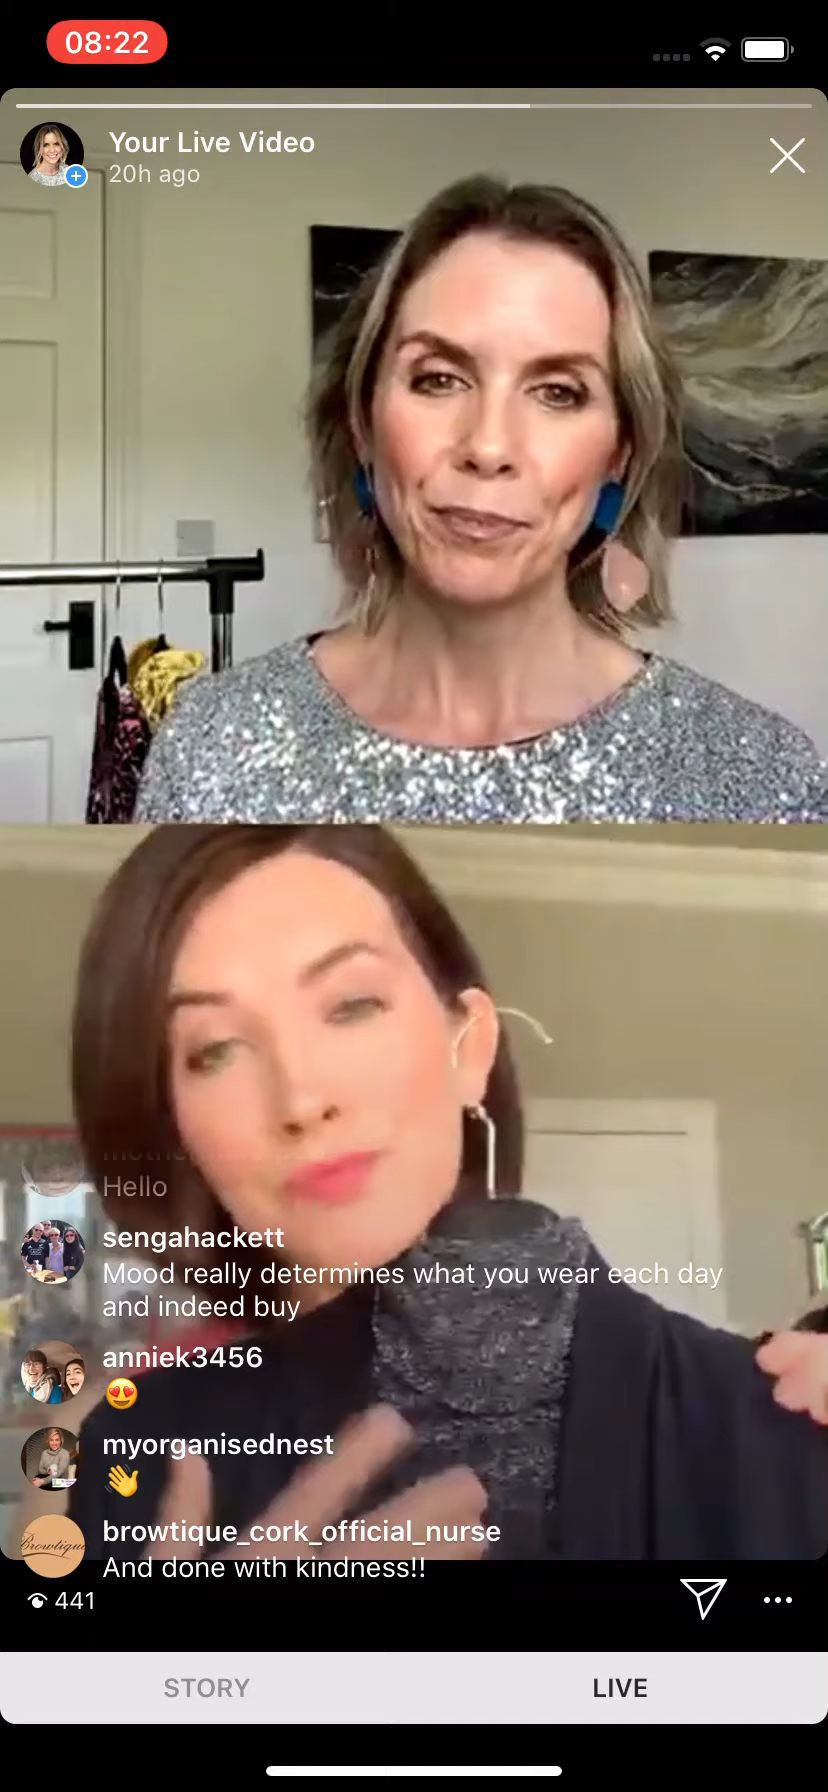 08:22
Your Live Video
20h ago
Hello
sengahackett
Mood really determines what you wear each day
and indeed buy
anniek3456
😍
myorganisednest
👋
Browtique
browtique_cork_official_nurse
And done with kindness!!
441
STORY
LIVE